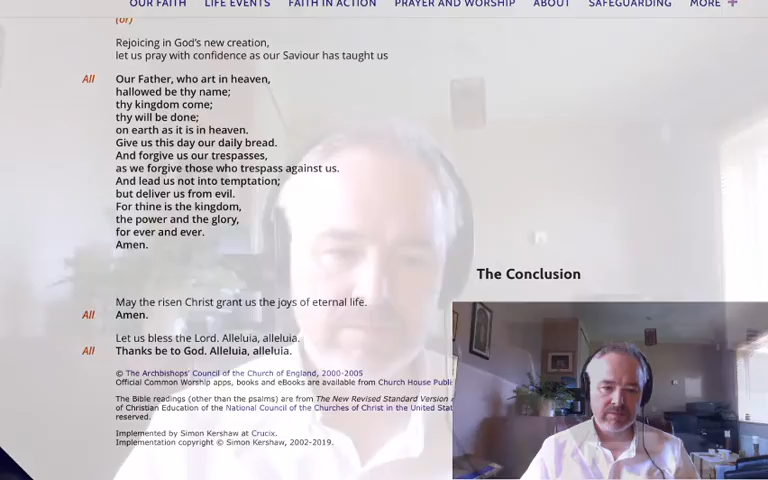 OUR FAITH LIFE EVENTS FAITH IN ACTION PRAYER AND WORSHIP ABOUT SAFEGUARDING MORE +
(or)
Rejoicing in God's new creation,
let us pray with confidence as our Saviour has taught us
All Our Father, who art in heaven,
hallowed be thy name;
thy kingdom come;
thy will be done;
on earth as it is in heaven.
Give us this day our daily bread.
And forgive us our trespasses,
as we forgive those who trespass against us.
And lead us not into temptation;
but deliver us from evil.
For thine is the kingdom,
the power and the glory,
for ever and ever.
Amen.
The Conclusion
May the risen Christ grant us the joys of eternal life.
All Amen.
Let us bless the Lord. Alleluia, alleluia.
All Thanks be to God. Alleluia, alleluia.
© The Archbishops' Council of the Church of England, 2000-2005
Official Common Worship apps, books and eBooks are available from Church House Publi
The Bible readings (other than the psalms) are from The New Revised Standard Version
of Christian Education of the National Council of the Churches of Christ in the United Stat
reserved.
Implemented by Simon Kershaw at Crucix.
Implementation copyright © Simon Kershaw, 2002-2019.